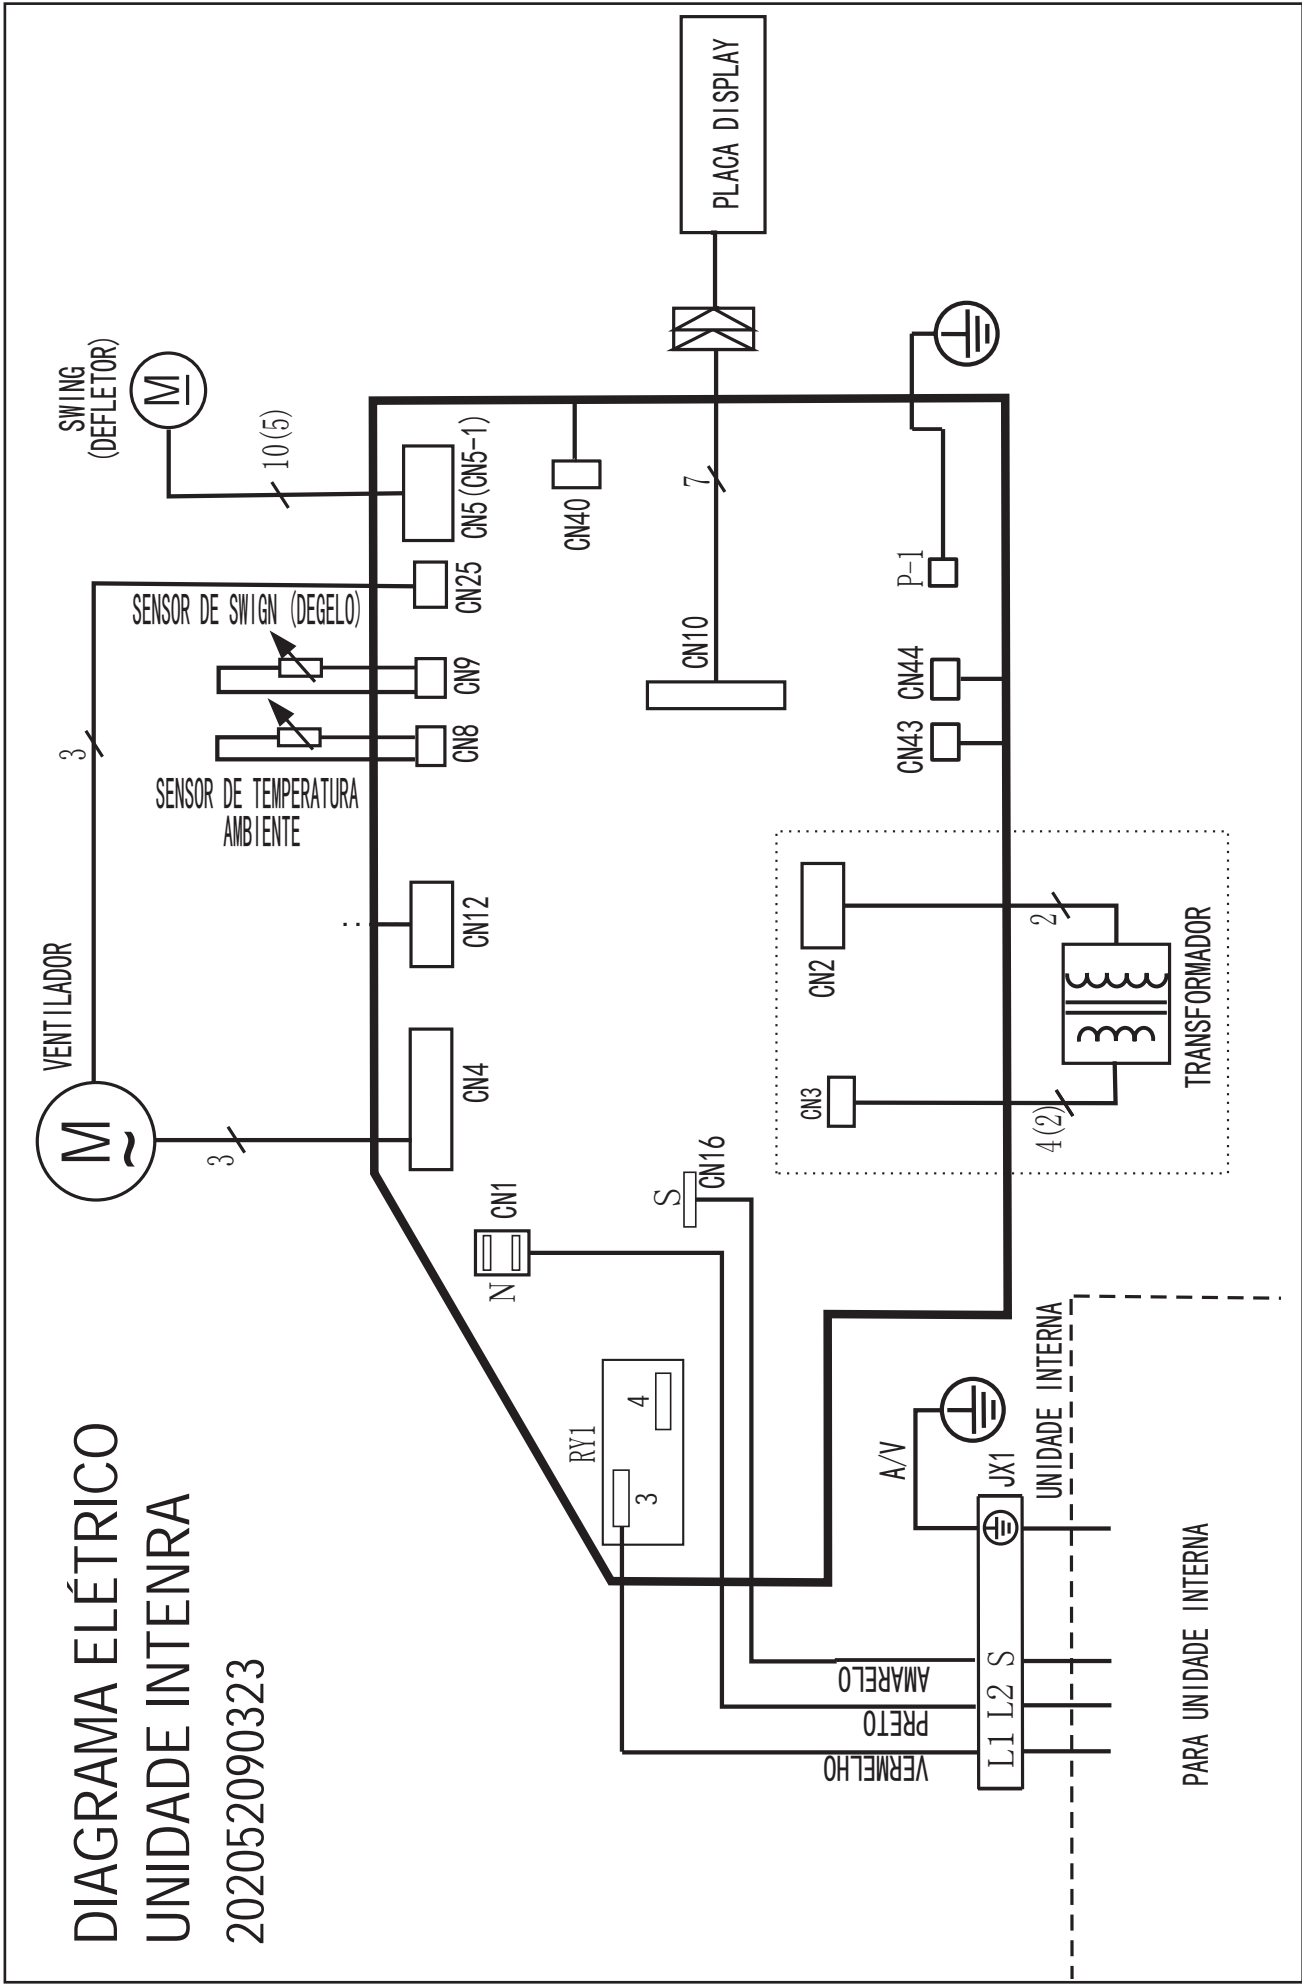 DIAGRAMA ELÉTRICO
UNIDADE INTENRA
2020520​90323
VENTILADOR
M
~
3
3
SENSOR DE TEMPERATURA
AMBIENTE
SENSOR DE SWIGN (DEGELO)
SWING
(DEFLETOR)
M
10(5)
CN4
CN12
CN8
CN9
CN25
CN5(CN5-1)
CN40
N
CN1
RY1
3
4
S
CN16
CN10
7
PLACA DISPLAY
CN3
CN2
CN43
CN44
P-1
4(2)
2
TRANSFORMADOR
AMARELO
PRETO
VERMELHO
A/V
L1 L2 S
JX1
UNIDADE INTERNA
PARA UNIDADE INTERNA